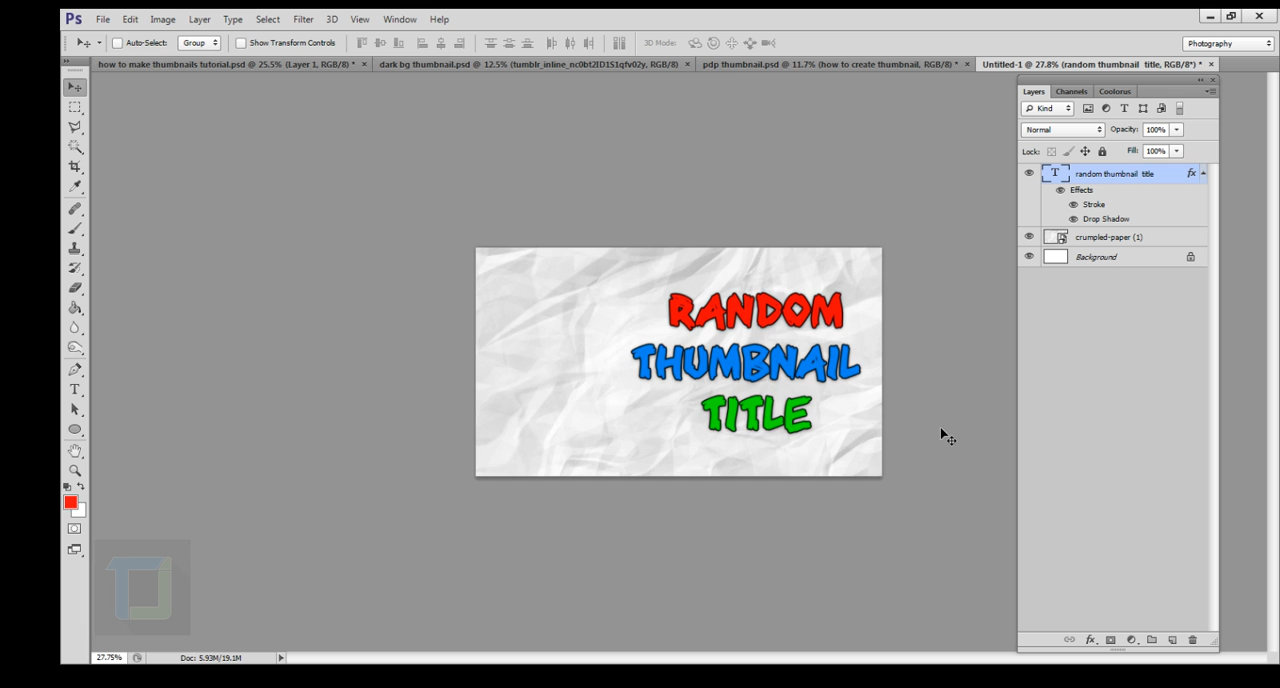 Ps File Edit Image Layer Type Select Filter 3D View Window Help
Auto-Select: Group Show Transform Controls 3D Mode: Photography
how to make thumbnails tutorial.psd @ 25.5% (Layer 1, RGB/8) * × dark bg thumbnail.psd @ 12.5% (tumblr_inline_nc0bt2ID1S1qfv02y, RGB/8) × pdp thumbnail.psd @ 11.7% (how to create thumbnail, RGB/8) * × Untitled-1 @ 27.8% (random thumbnail title, RGB/8*) * ×
Layers Channels Coolorus
Kind
Normal Opacity: 100%
Lock: Fill: 100%
random thumbnail title fx
Effects
Stroke
Drop Shadow
crumpled-paper (1)
Background
RANDOM
THUMBNAIL
TITLE
TJ
27.75% Doc: 5.93M/19.1M